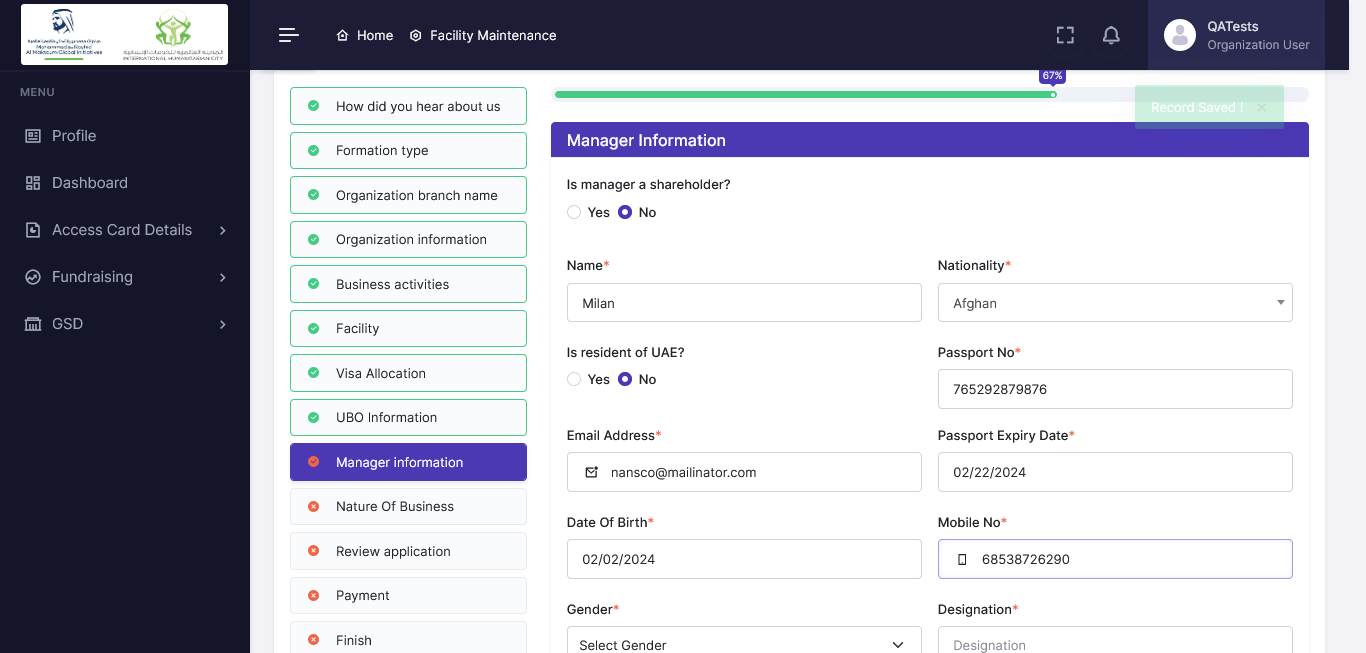 Mohammed bin Rashid
Al Maktoum Global Initiatives
INTERNATIONAL HUMANITARIAN CITY
Home
Facility Maintenance
QATests
Organization User
MENU
Profile
Dashboard
Access Card Details
Fundraising
GSD
How did you hear about us
Formation type
Organization branch name
Organization information
Business activities
Facility
Visa Allocation
UBO Information
Manager information
Nature Of Business
Review application
Payment
Finish
67%
Record Saved !
Manager Information
Is manager a shareholder?
Yes No
Name* Nationality*
Milan Afghan
Is resident of UAE? Passport No*
Yes No
765292879876
Email Address* Passport Expiry Date*
nansco@mailinator.com 02/22/2024
Date Of Birth* Mobile No*
02/02/2024 68538726290
Gender* Designation*
Select Gender Designation